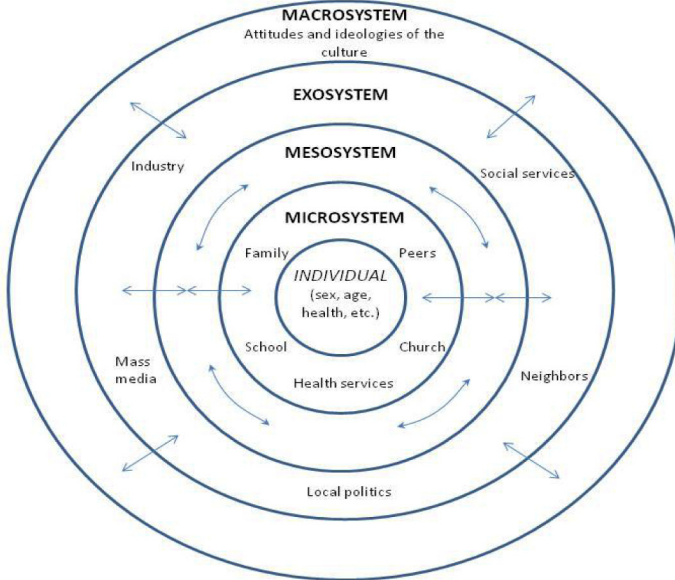 MACROSYSTEM
Attitudes and ideologies of the
culture
EXOSYSTEM
MESOSYSTEM
Industry
Social services
MICROSYSTEM
Family
Peers
INDIVIDUAL
(sex, age,
health, etc.)
School
Church
Mass
media
Health services
Neighbors
Local politics